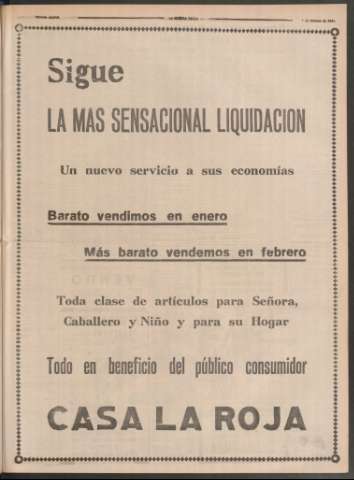 Sigue
LA MAS SENSACIONAL LIQUIDACION
Un nuevo servicio a sus economías
Barato vendimos en enero
Más barato vendemos en febrero
Toda clase de artículos para Señora,
Caballero y Niño y para su Hogar
Todo en beneficio del público consumidor
CASA LA ROJA